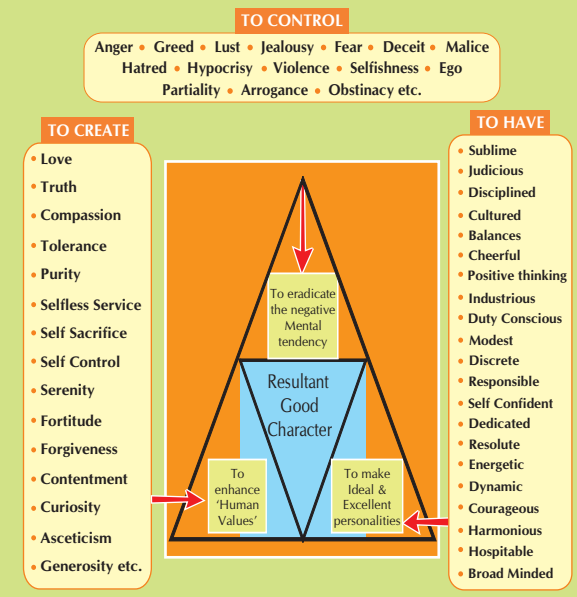 TO CONTROL
Anger • Greed • Lust • Jealousy • Fear • Deceit • Malice
Hatred • Hypocrisy • Violence • Selfishness • Ego
Partiality • Arrogance • Obstinacy etc.
TO CREATE
• Love
• Truth
• Compassion
• Tolerance
• Purity
• Selfless Service
• Self Sacrifice
• Self Control
• Serenity
• Fortitude
• Forgiveness
• Contentment
• Curiosity
• Asceticism
• Generosity etc.
To eradicate
the negative
Mental
tendency
Resultant
Good
Character
To
enhance
'Human
Values'
To make
Ideal &
Excellent
personalities
TO HAVE
• Sublime
• Judicious
• Disciplined
• Cultured
• Balances
• Cheerful
• Positive thinking
• Industrious
• Duty Conscious
• Modest
• Discrete
• Responsible
• Self Confident
• Dedicated
• Resolute
• Energetic
• Dynamic
• Courageous
• Harmonious
• Hospitable
• Broad Minded